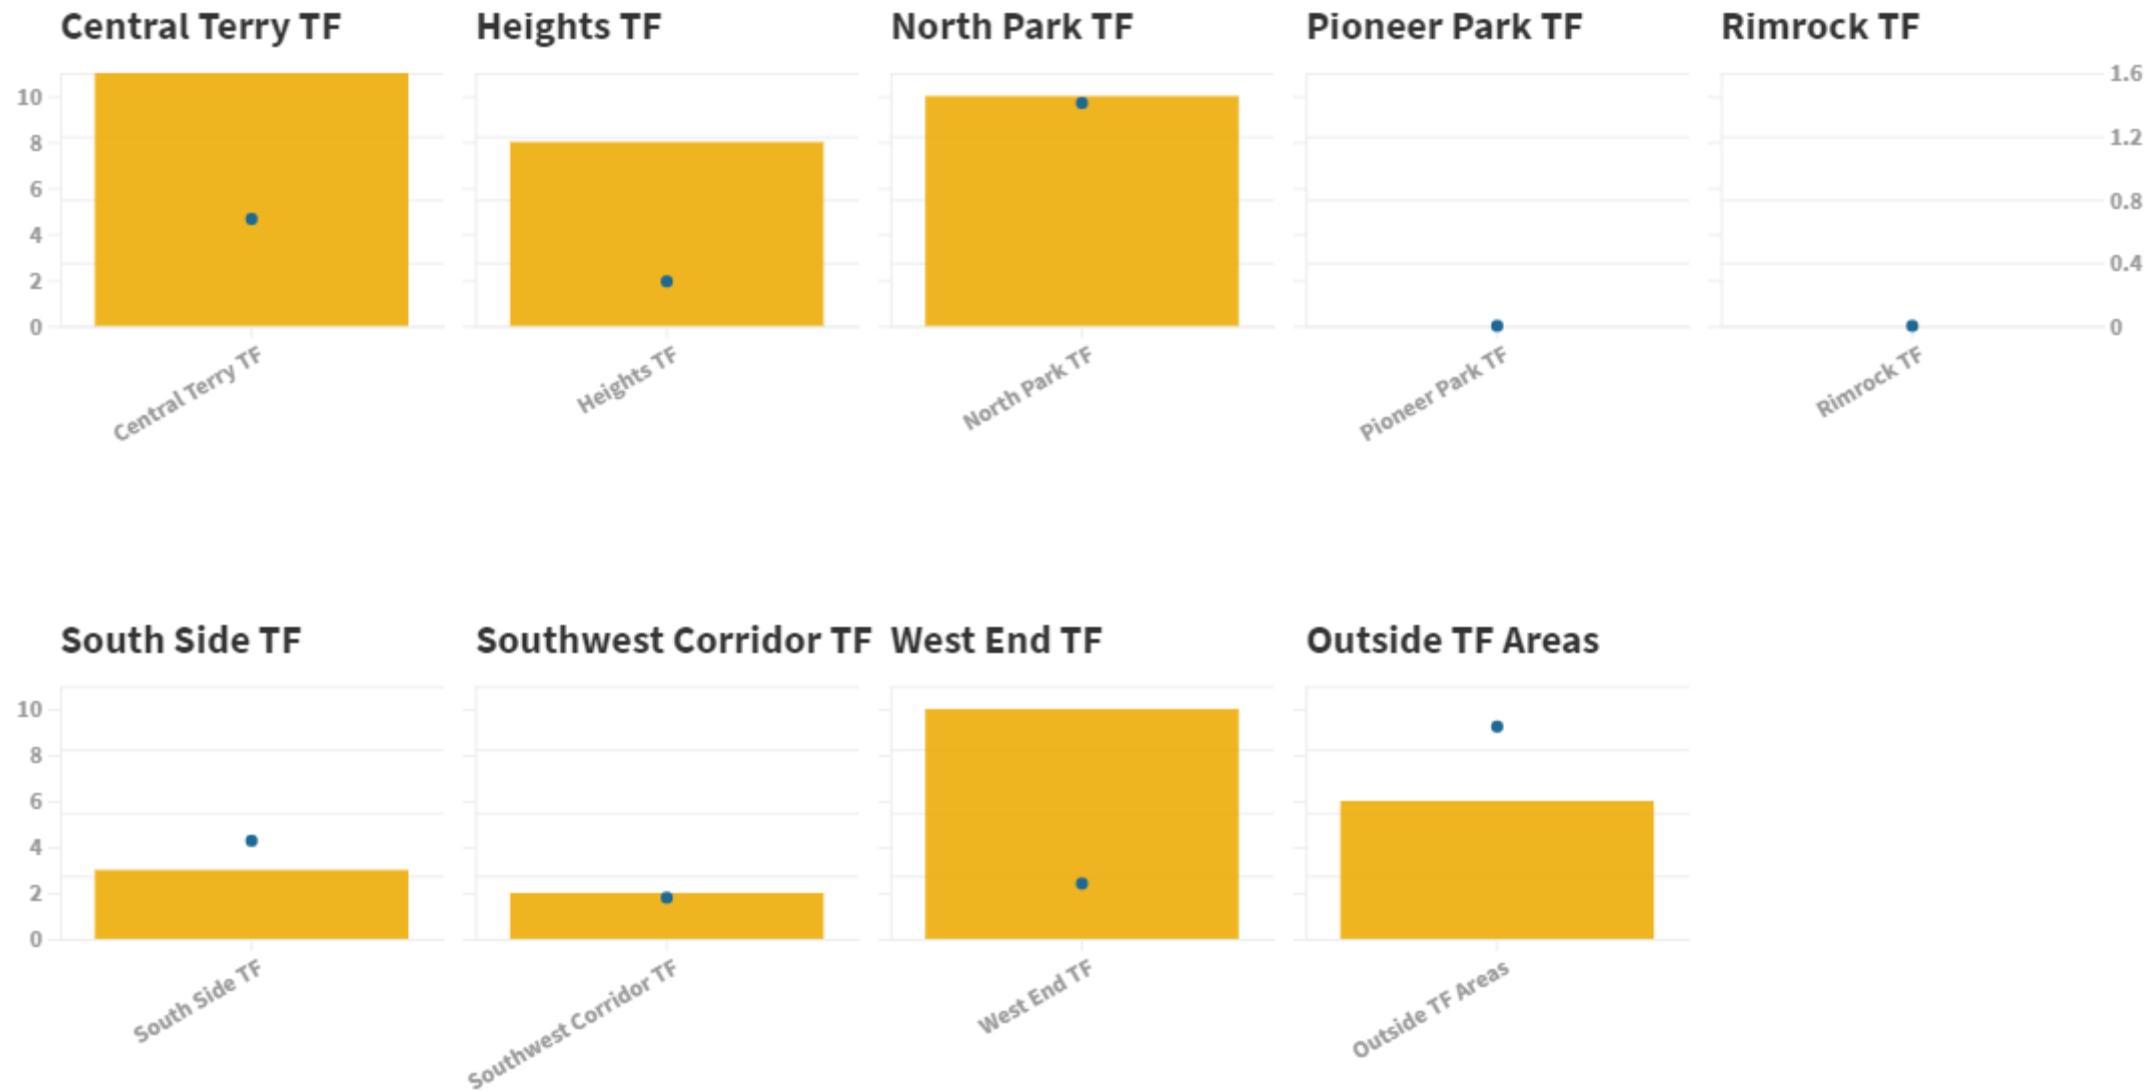 Central Terry TF
Heights TF
North Park TF
Pioneer Park TF
Rimrock TF
10
8
6
4
2
0
1.6
1.2
0.8
0.4
0
Central Terry TF
Heights TF
North Park TF
Pioneer Park TF
Rimrock TF
South Side TF
Southwest Corridor TF
West End TF
Outside TF Areas
10
8
6
4
2
0
South Side TF
Southwest Corridor TF
West End TF
Outside TF Areas